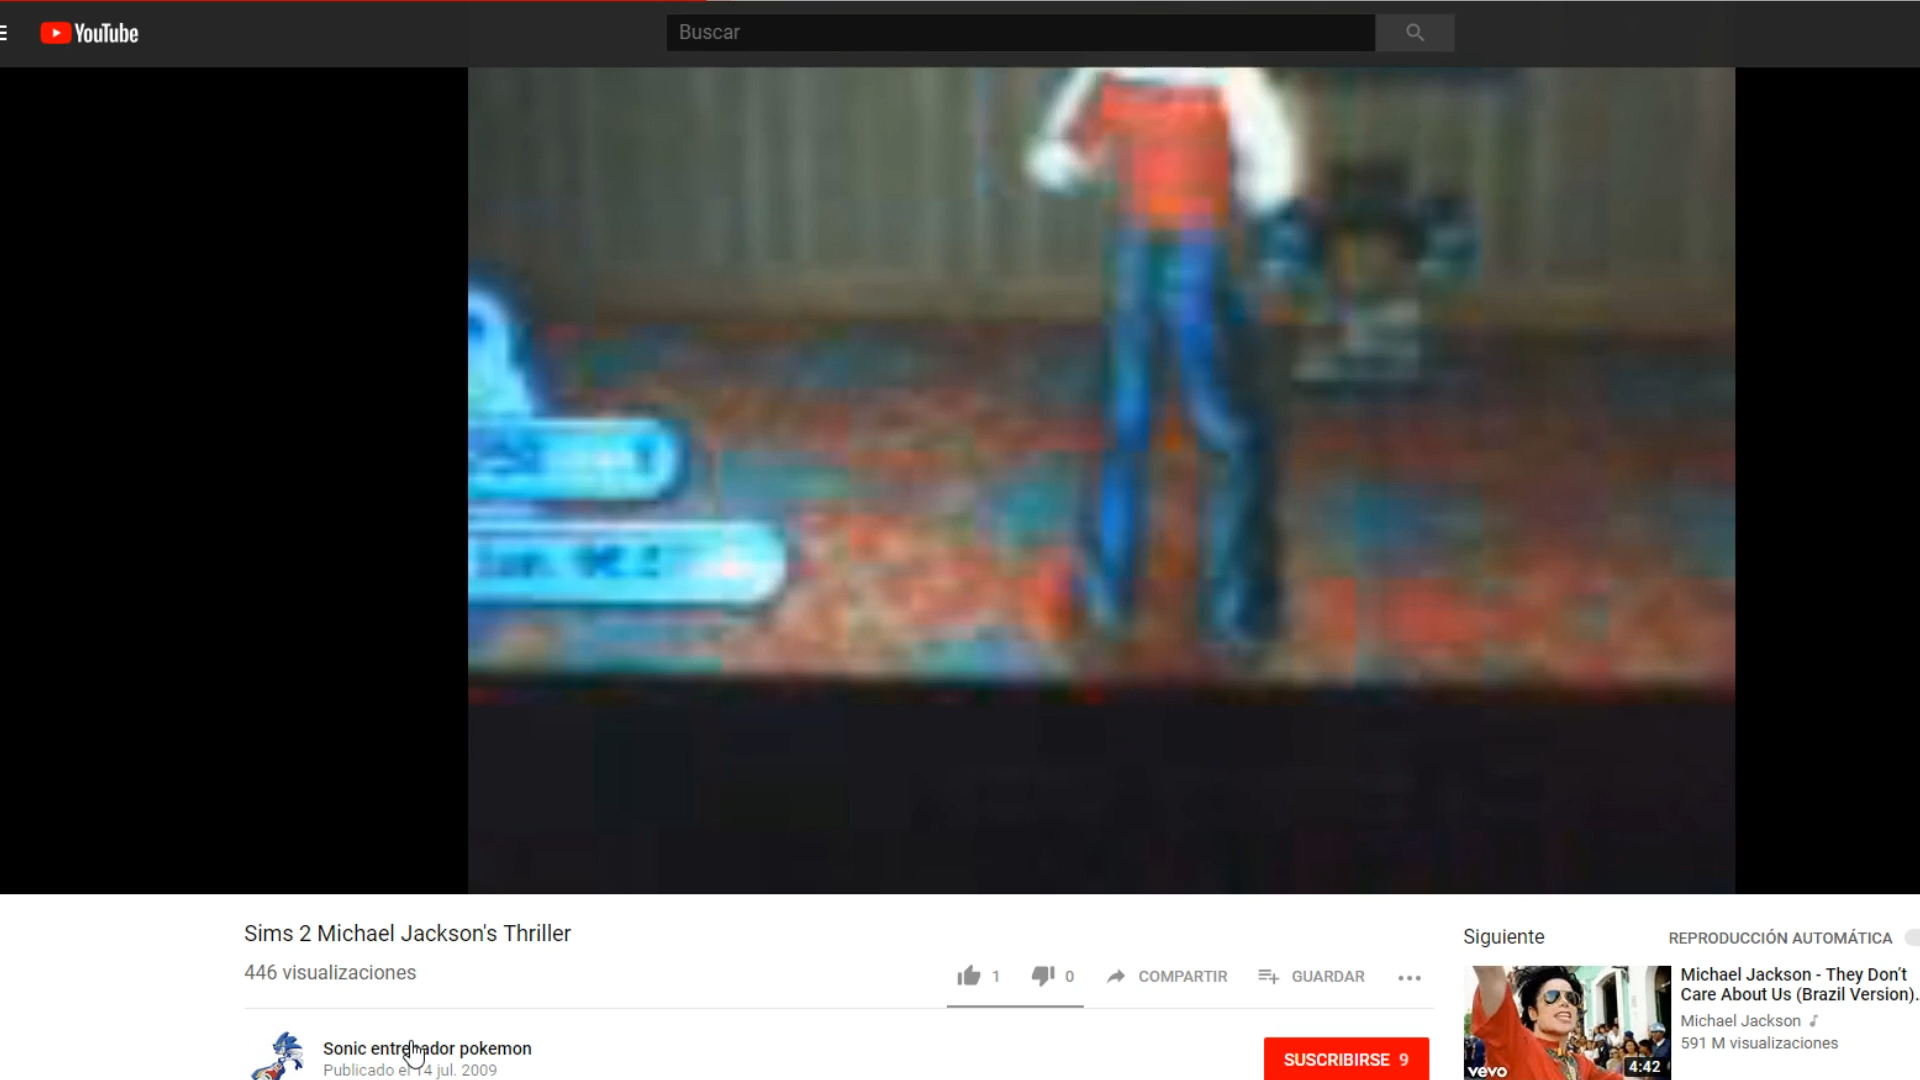 YouTube
Buscar
Sims 2 Michael Jackson's Thriller
446 visualizaciones
1
0
COMPARTIR
GUARDAR
Sonic entrenador pokemon
Publicado el 14 jul. 2009
SUSCRIBIRSE 9
Siguiente
REPRODUCCIÓN AUTOMÁTICA
Michael Jackson - They Don't
Care About Us (Brazil Version)...
Michael Jackson
591 M visualizaciones
vevo
4:42